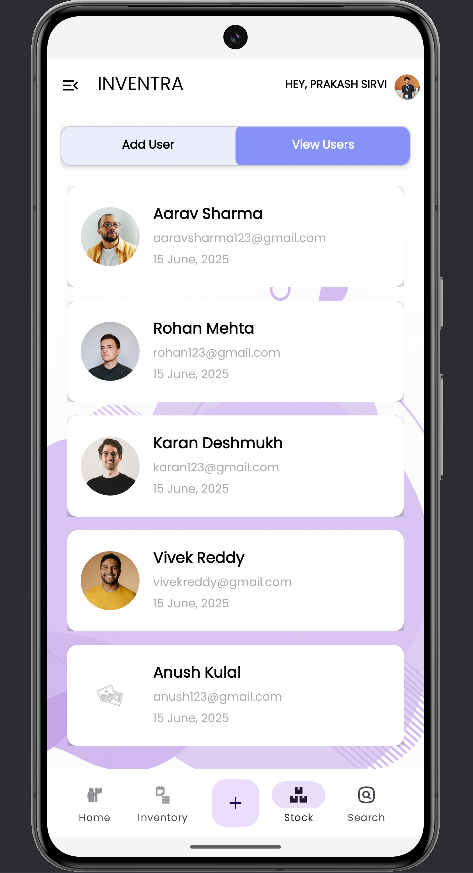 INVENTRA
HEY, PRAKASH SIRVI
Add User
View Users
Aarav Sharma
aaravsharma123@gmail.com
15 June, 2025
Rohan Mehta
rohan123@gmail.com
15 June, 2025
Karan Deshmukh
karan123@gmail.com
15 June, 2025
Vivek Reddy
vivekreddy@gmail.com
15 June, 2025
Anush Kulal
anush123@gmail.com
15 June, 2025
Home
Inventory
+
Stock
Search